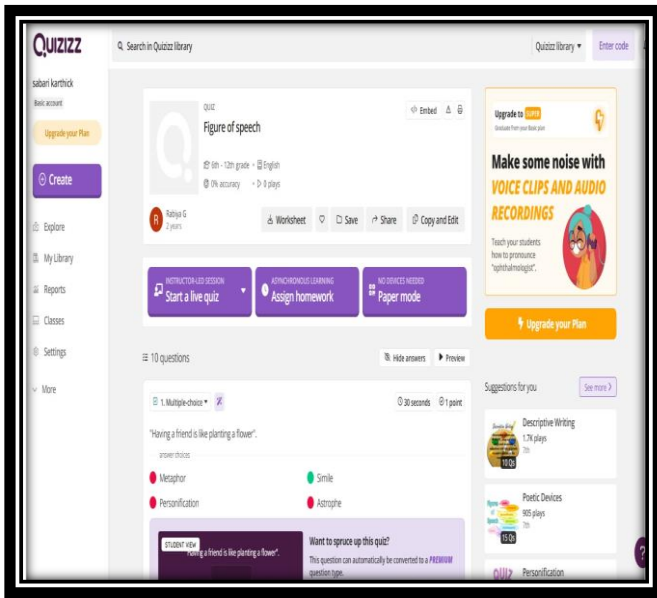 QUIZIZZ
Search in Quizizz library
Quizizz library
Enter code
sabari karthick
Basic account
Upgrade your Plan
Create
Explore
My Library
Reports
Classes
Settings
More
QUIZ
Figure of speech
Embed
6th - 12th grade • English
0% accuracy • 0 plays
R
Rabiya G
2 years
Worksheet
Save
Share
Copy and Edit
INSTRUCTOR-LED SESSION
Start a live quiz
ASYNCHRONOUS LEARNING
Assign homework
NO DEVICES NEEDED
Paper mode
10 questions
Hide answers
Preview
1. Multiple-choice
30 seconds
1 point
"Having a friend is like planting a flower".
answer choices
Metaphor
Simile
Personification
Astrophe
STUDENT VIEW
g a friend is like planting a flower".
Want to spruce up this quiz?
This question can automatically be converted to a PREMIUM
question type.
Upgrade to SUPER
Graduate from your Basic plan
Make some noise with
VOICE CLIPS AND AUDIO
RECORDINGS
Teach your students
how to pronounce
"ophthalmologist".
Upgrade your Plan
Suggestions for you
See more >
Descriptive Writing
1.7K plays
7th
10 Qs
Poetic Devices
905 plays
7th
15 Qs
QUIZ
Personification
?